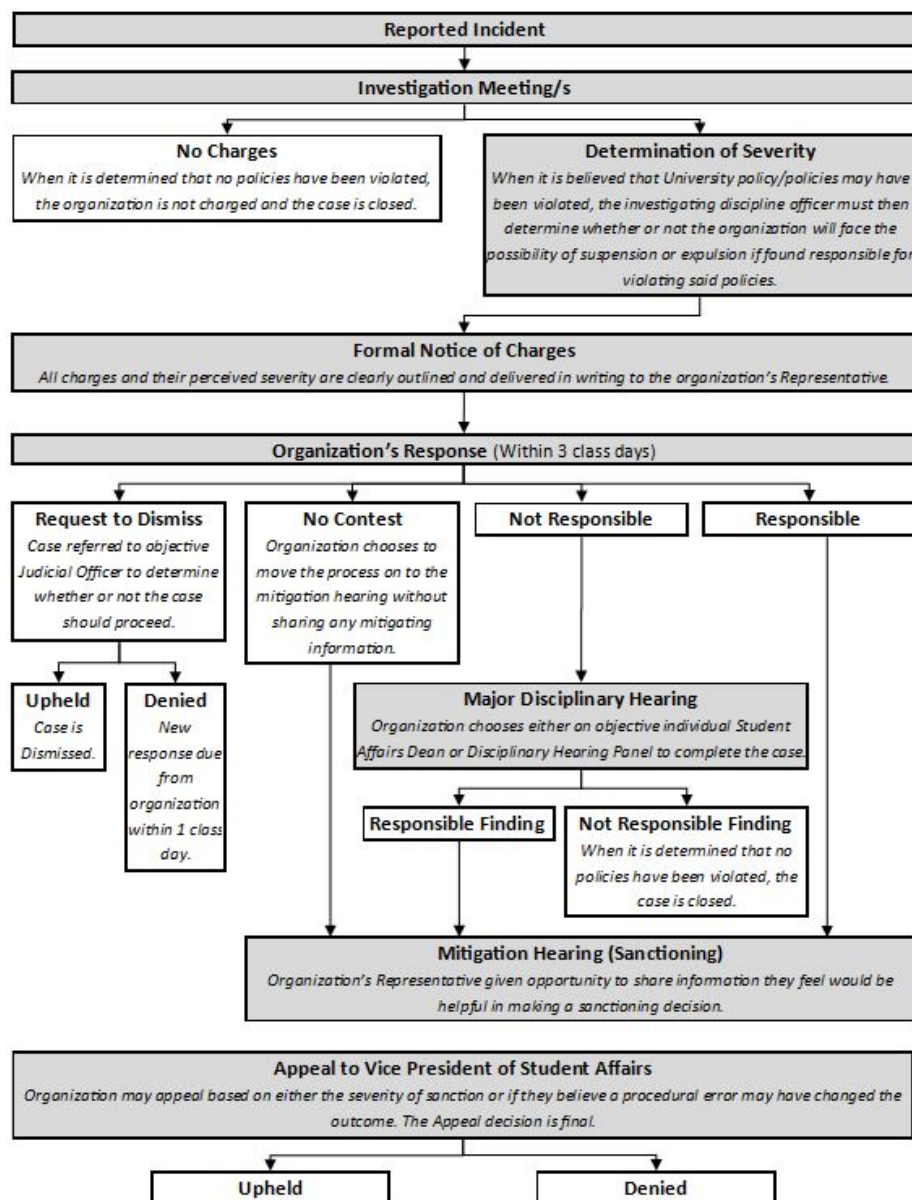 Reported Incident
Investigation Meeting/s
No Charges
When it is determined that no policies have been violated,
the organization is not charged and the case is closed.
Determination of Severity
When it is believed that University policy/policies may have
been violated, the investigating discipline officer must then
determine whether or not the organization will face the
possibility of suspension or expulsion if found responsible for
violating said policies.
Formal Notice of Charges
All charges and their perceived severity are clearly outlined and delivered in writing to the organization's Representative.
Organization's Response (Within 3 class days)
Request to Dismiss
Case referred to objective
Judicial Officer to determine
whether or not the case
should proceed.
No Contest
Organization chooses to
move the process on to the
mitigation hearing without
sharing any mitigating
information.
Not Responsible
Responsible
Upheld
Case is
Dismissed.
Denied
New
response due
from
organization
within 1 class
day.
Major Disciplinary Hearing
Organization chooses either an objective individual Student
Affairs Dean or Disciplinary Hearing Panel to complete the case.
Responsible Finding
Not Responsible Finding
When it is determined that no
policies have been violated, the
case is closed.
Mitigation Hearing (Sanctioning)
Organization's Representative given opportunity to share information they feel would be
helpful in making a sanctioning decision.
Appeal to Vice President of Student Affairs
Organization may appeal based on either the severity of sanction or if they believe a procedural error may have changed the
outcome. The Appeal decision is final.
Upheld
Denied